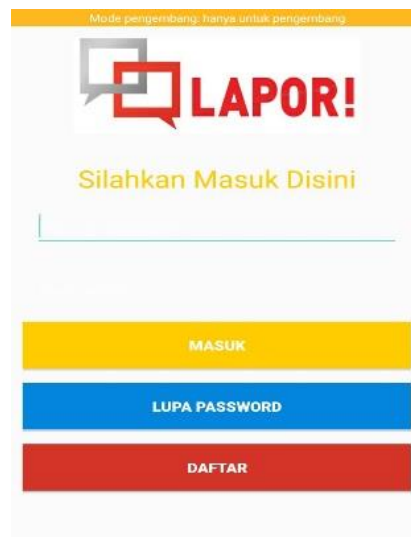 Mode pengembang: hanya untuk pengembang
LAPOR!
Silahkan Masuk Disini
MASUK
LUPA PASSWORD
DAFTAR